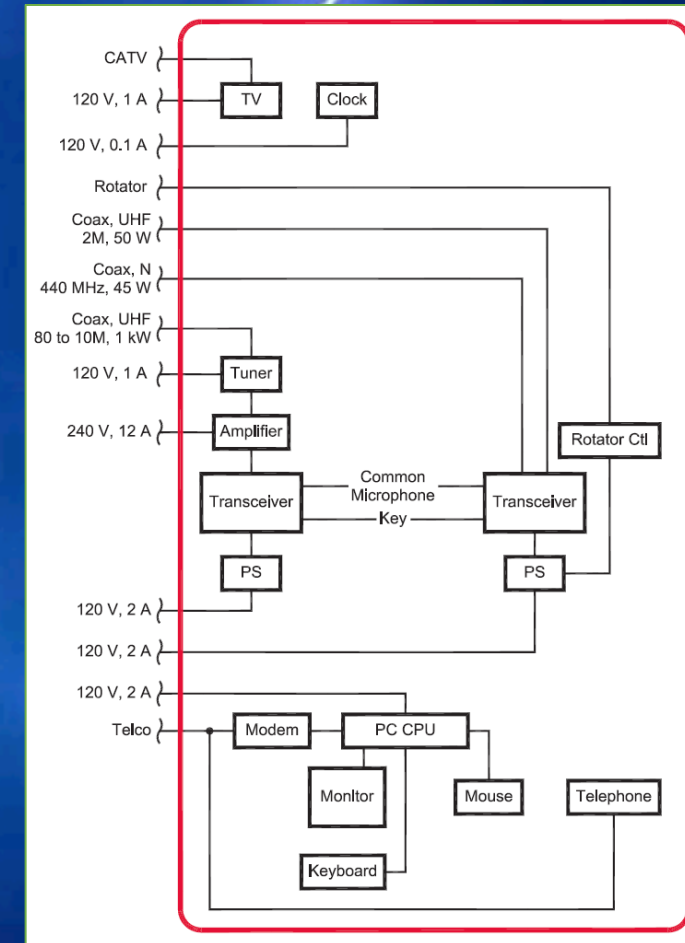 CATV
120 V, 1 A
TV
Clock
120 V, 0.1 A
Rotator
Coax, UHF
2M, 50 W
Coax, N
440 MHz, 45 W
Coax, UHF
80 to 10M, 1 kW
120 V, 1 A
Tuner
240 V, 12 A
Amplifier
Rotator Ctl
Transceiver
Common
Microphone
Key
Transceiver
PS
PS
120 V, 2 A
120 V, 2 A
120 V, 2 A
Telco
Modem
PC CPU
MonItor
Mouse
Telephone
Keyboard